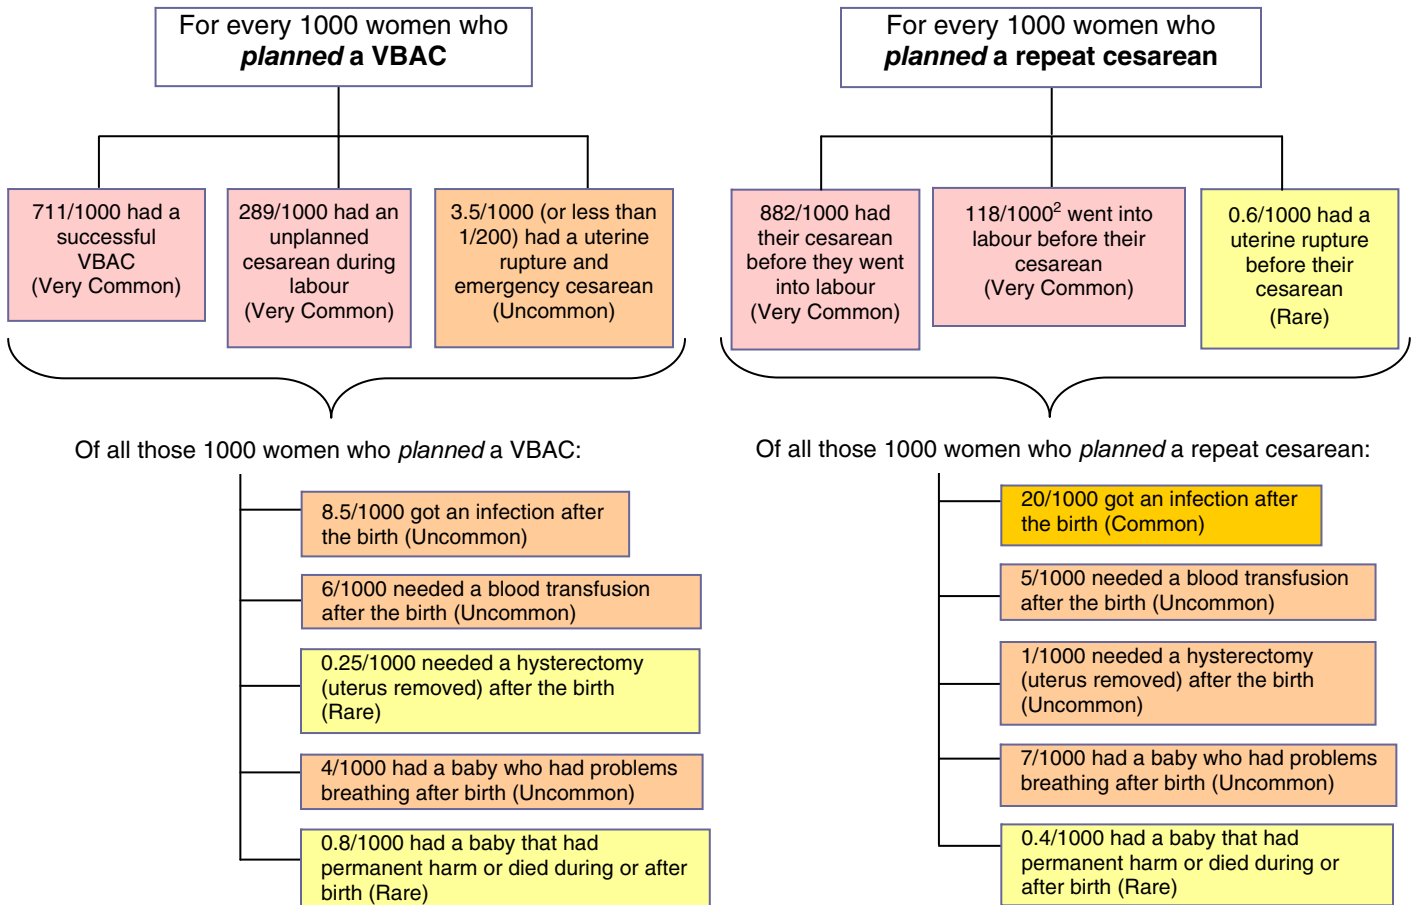 For every 1000 women who
planned a VBAC
711/1000 had a
successful
VBAC
(Very Common)
289/1000 had an
unplanned
cesarean during
labour
(Very Common)
3.5/1000 (or less than
1/200) had a uterine
rupture and
emergency cesarean
(Uncommon)
Of all those 1000 women who planned a VBAC:
8.5/1000 got an infection after
the birth (Uncommon)
6/1000 needed a blood transfusion
after the birth (Uncommon)
0.25/1000 needed a hysterectomy
(uterus removed) after the birth
(Rare)
4/1000 had a baby who had problems
breathing after birth (Uncommon)
0.8/1000 had a baby that had
permanent harm or died during or after
birth (Rare)
For every 1000 women who
planned a repeat cesarean
882/1000 had
their cesarean
before they went
into labour
(Very Common)
118/1000² went into
labour before their
cesarean
(Very Common)
0.6/1000 had a
uterine rupture
before their
cesarean
(Rare)
Of all those 1000 women who planned a repeat cesarean:
20/1000 got an infection after
the birth (Common)
5/1000 needed a blood transfusion
after the birth (Uncommon)
1/1000 needed a hysterectomy
(uterus removed) after the birth
(Uncommon)
7/1000 had a baby who had problems
breathing after birth (Uncommon)
0.4/1000 had a baby that had
permanent harm or died during or
after birth (Rare)